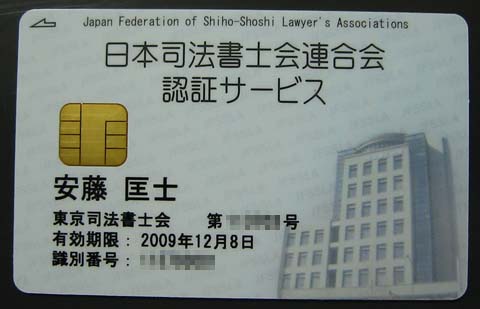 Japan Federation of Shiho-Shoshi Lawyer's Associations
日本司法書士会連合会
認証サービス
安藤 匡士
東京司法書士会 第 号
有効期限：2009年12月8日
識別番号：